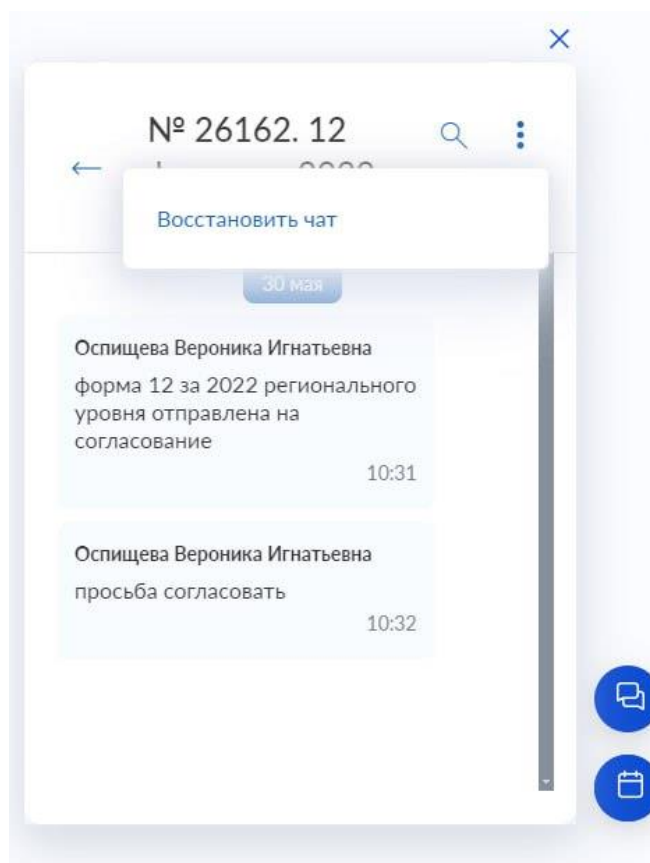 № 26162. 12
Восстановить чат
30 мая
Оспищева Вероника Игнатьевна
форма 12 за 2022 регионального
уровня отправлена на
согласование
10:31
Оспищева Вероника Игнатьевна
просьба согласовать
10:32